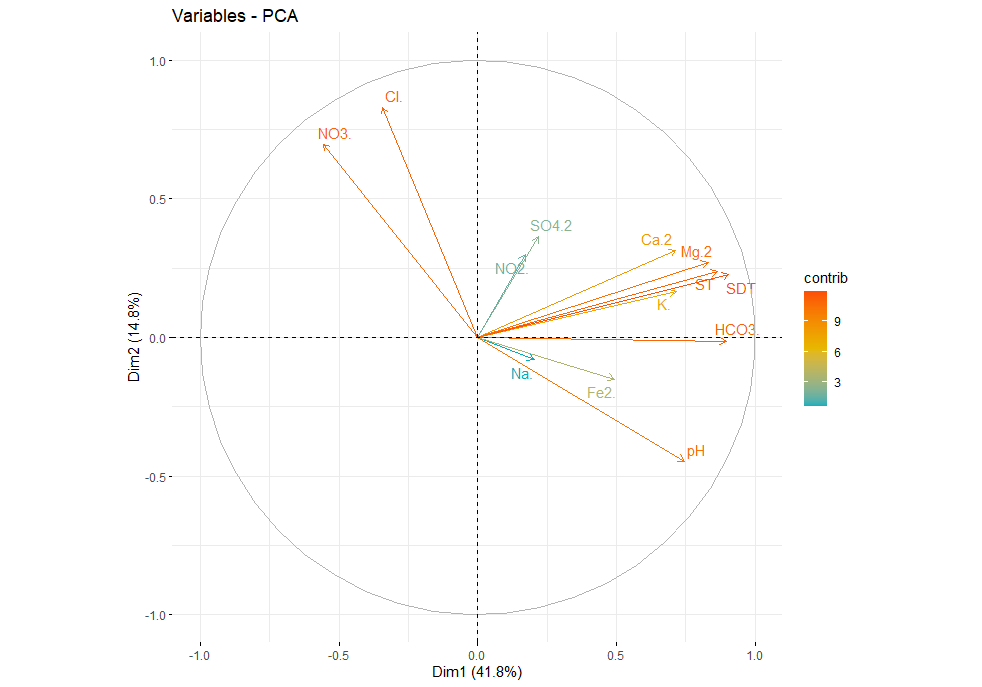 Variables - PCA
1.0
0.5
0.0
-0.5
-1.0
Dim2 (14.8%)
Cl.
NO3.
SO4.2
NO2.
Ca.2
Mg.2
ST
SDT
K.
HCO3.
Na.
Fe2.
pH
-1.0
-0.5
0.0
0.5
1.0
Dim1 (41.8%)
contrib
9
6
3